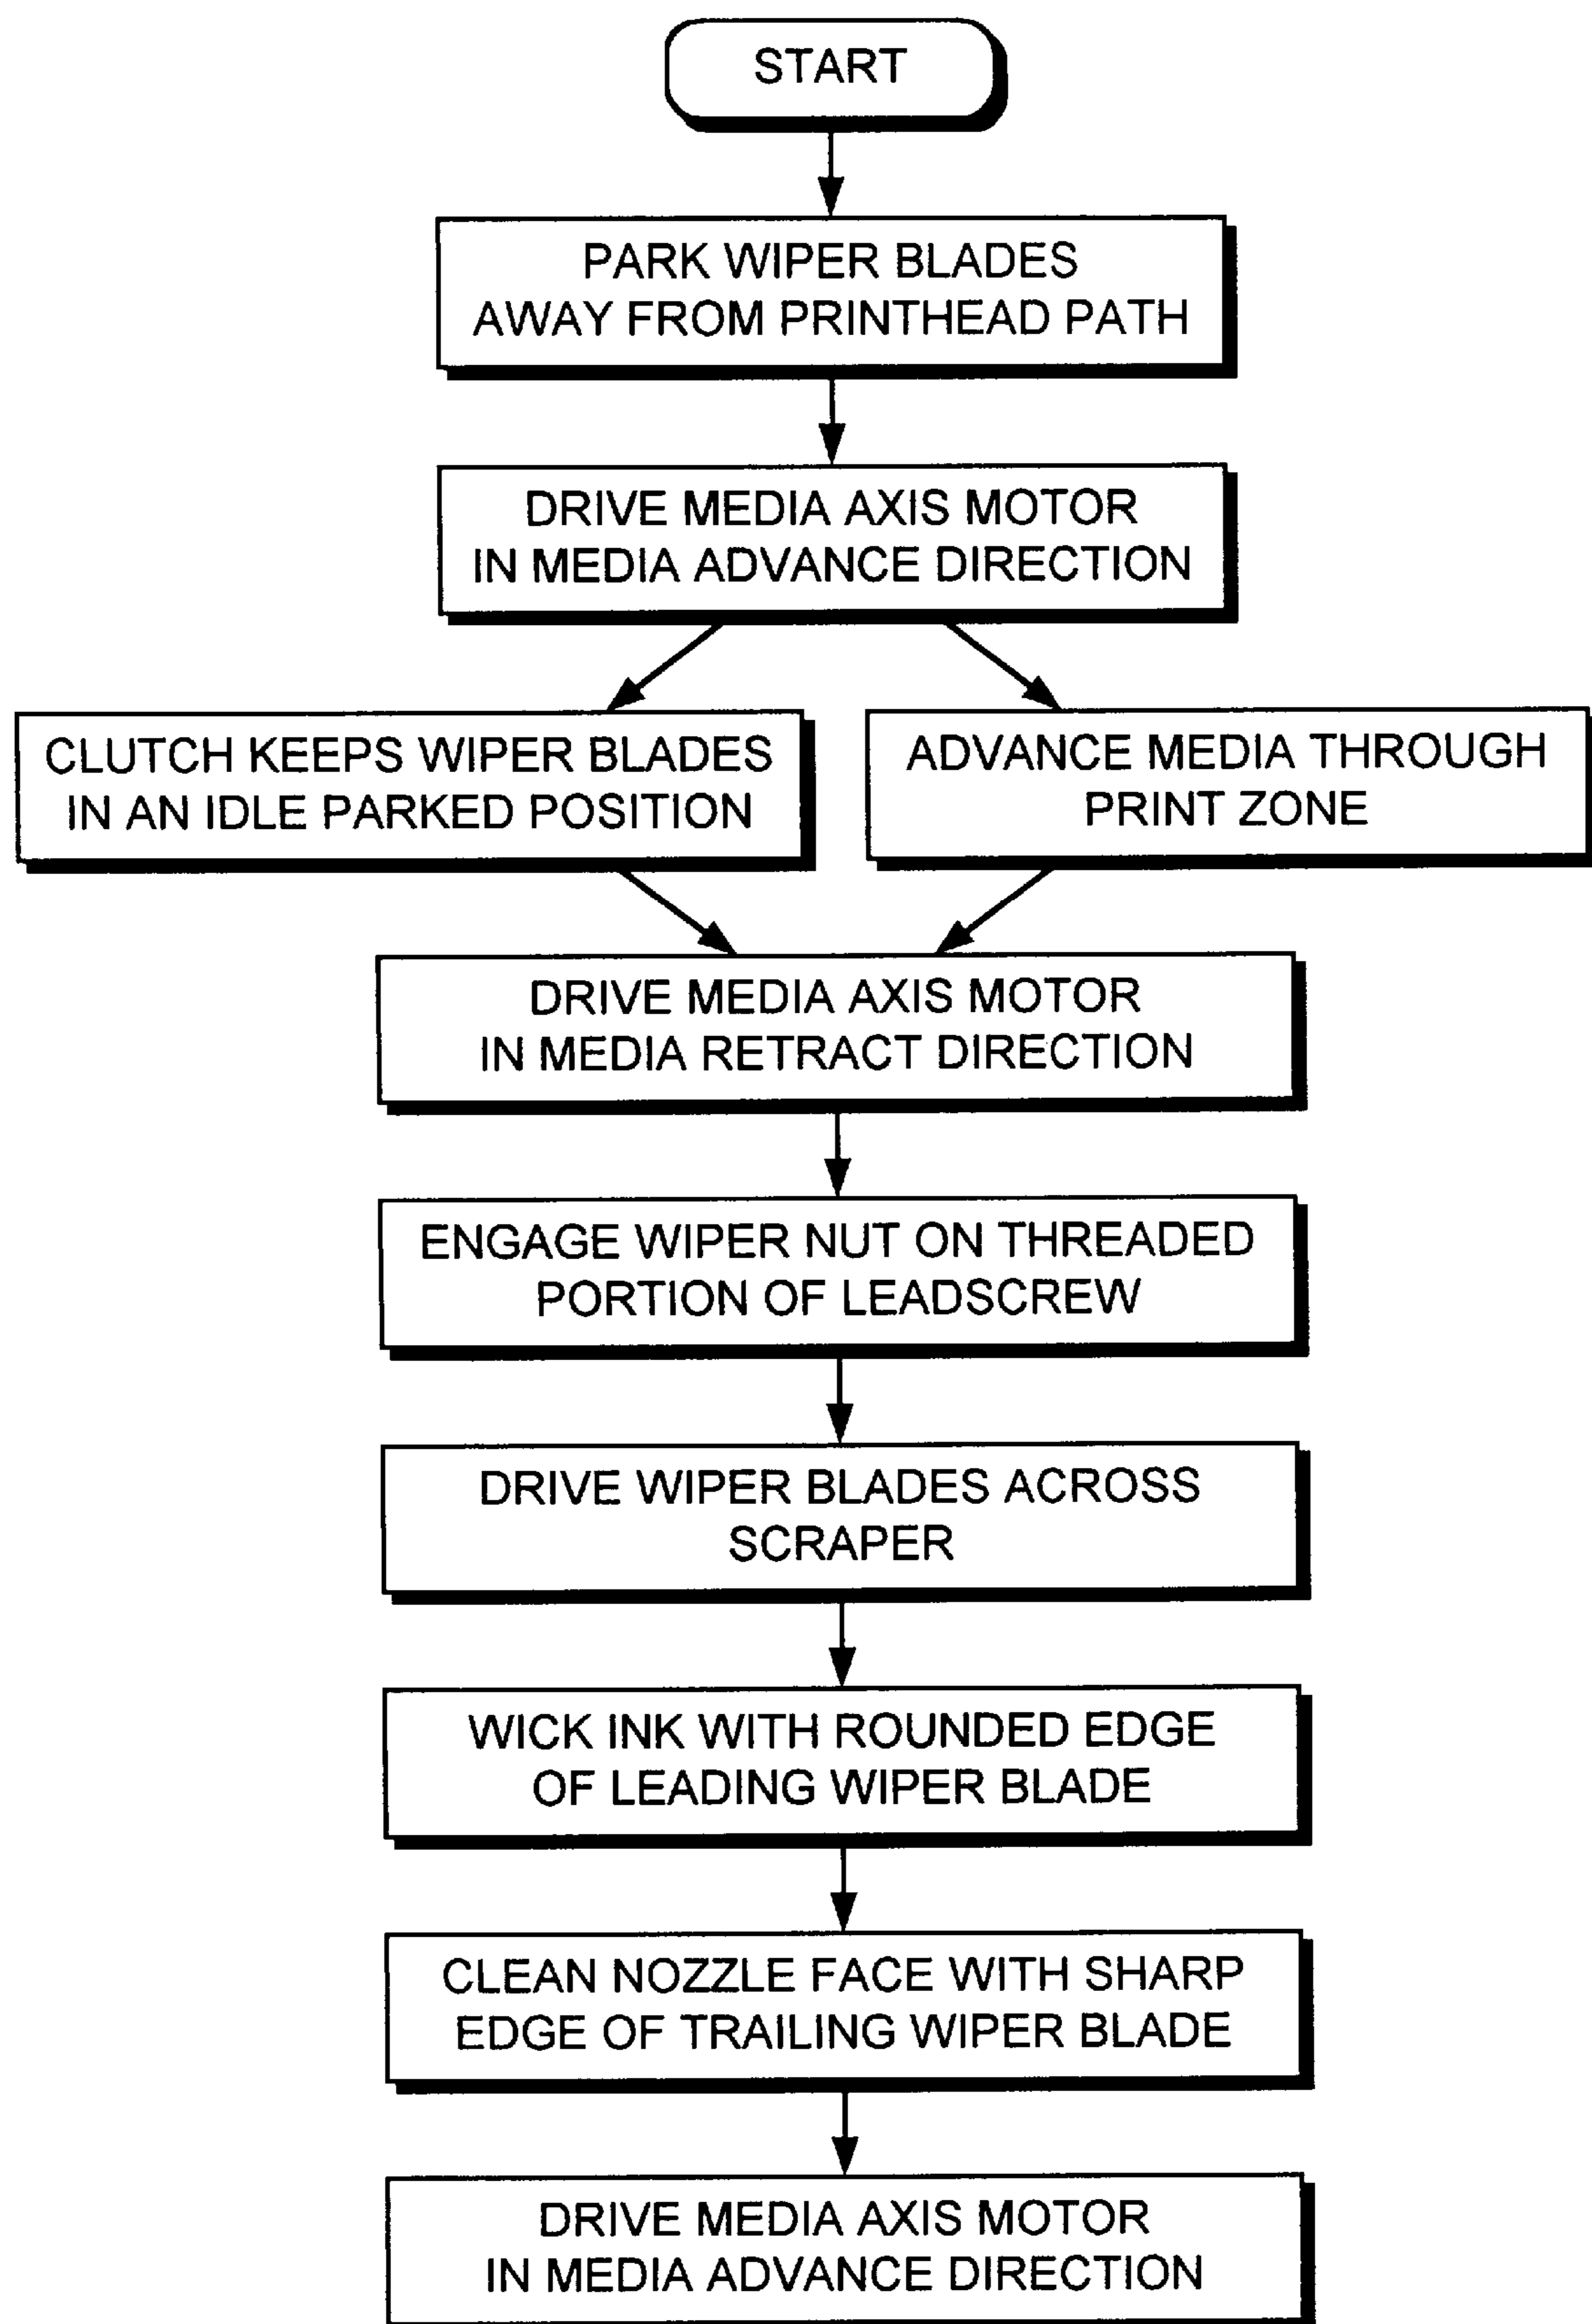 START
PARK WIPER BLADES
AWAY FROM PRINTHEAD PATH
DRIVE MEDIA AXIS MOTOR
IN MEDIA ADVANCE DIRECTION
CLUTCH KEEPS WIPER BLADES
IN AN IDLE PARKED POSITION
ADVANCE MEDIA THROUGH
PRINT ZONE
DRIVE MEDIA AXIS MOTOR
IN MEDIA RETRACT DIRECTION
ENGAGE WIPER NUT ON THREADED
PORTION OF LEADSCREW
DRIVE WIPER BLADES ACROSS
SCRAPER
WICK INK WITH ROUNDED EDGE
OF LEADING WIPER BLADE
CLEAN NOZZLE FACE WITH SHARP
EDGE OF TRAILING WIPER BLADE
DRIVE MEDIA AXIS MOTOR
IN MEDIA ADVANCE DIRECTION